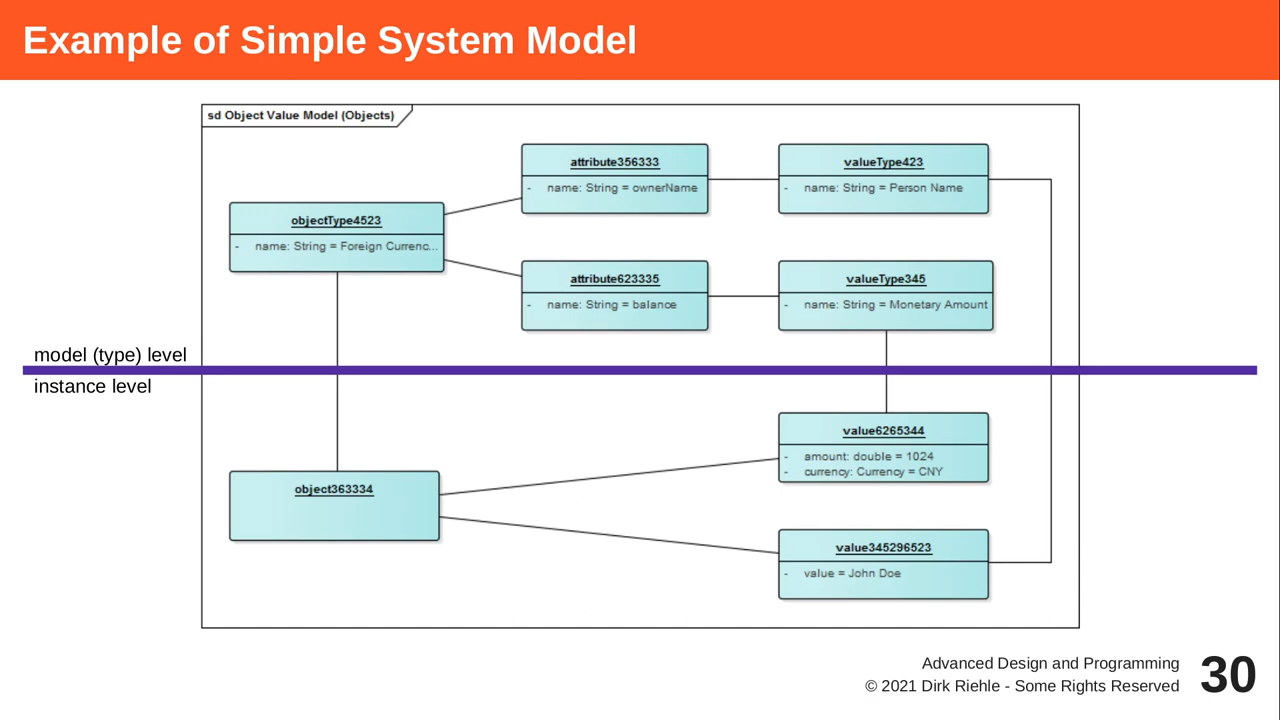 Example of Simple System Model
sd Object Value Model (Objects)
attribute356333
- name: String = ownerName
valueType423
- name: String = Person Name
objectType4523
- name: String = Foreign Currenc...
attribute623335
- name: String = balance
valueType345
- name: String = Monetary Amount
model (type) level
instance level
value6265344
- amount: double = 1024
- currency: Currency = CNY
object363334
value345296523
- value = John Doe
Advanced Design and Programming
© 2021 Dirk Riehle - Some Rights Reserved
30